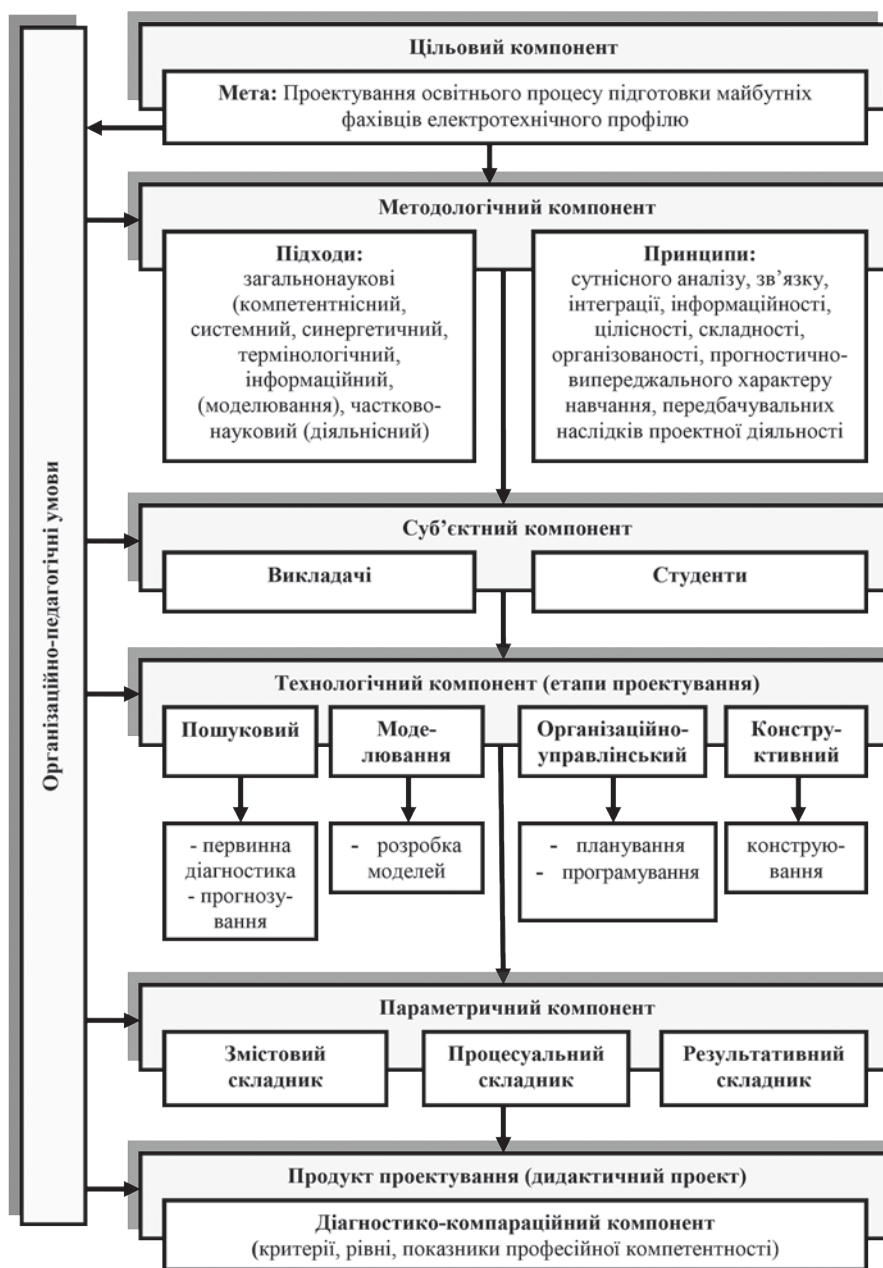 Організаційно-педагогічні умови
Цільовий компонент
Мета: Проектування освітнього процесу підготовки майбутніх
фахівців електротехнічного профілю
Методологічний компонент
Підходи:
загальнонаукові
(компетентнісний,
системний, синергетичний,
термінологічний,
інформаційний,
(моделювання), частково-
науковий (діяльнісний)
Принципи:
сутнісного аналізу, зв’язку,
інтеграції, інформаційності,
цілісності, складності,
організованості, прогностично-
випереджального характеру
навчання, передбачувальних
наслідків проектної діяльності
Суб’єктний компонент
Викладачі
Студенти
Технологічний компонент (етапи проектування)
Пошуковий
Моде-
лювання
Організаційно-
управлінський
Конструк-
тивний
- первинна
діагностика
- прогнозу-
вання
- розробка
моделей
- планування
- програмування
конструю-
вання
Параметричний компонент
Змістовий
складник
Процесуальний
складник
Результативний
складник
Продукт проектування (дидактичний проект)
Діагностико-компараційний компонент
(критерії, рівні, показники професійної компетентності)